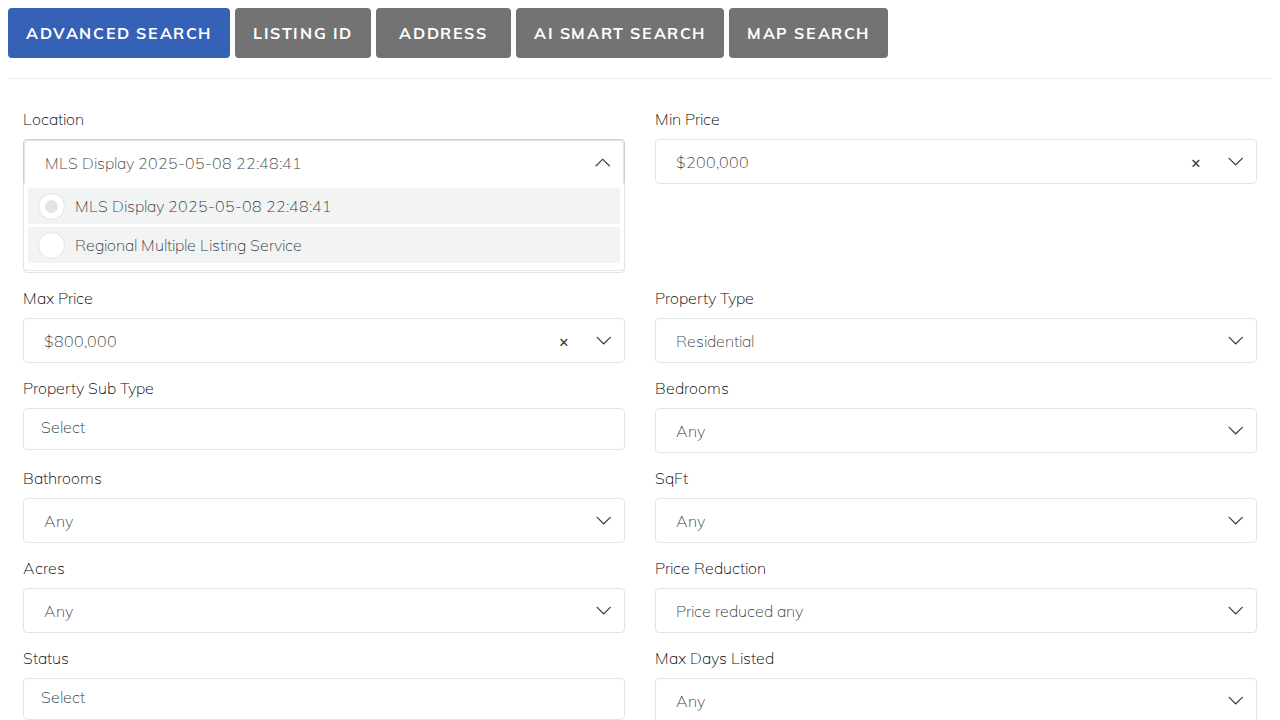 ADVANCED SEARCH
LISTING ID
ADDRESS
AI SMART SEARCH
MAP SEARCH
Location
Min Price
MLS Display 2025-05-08 22:48:41
$200,000
×
MLS Display 2025-05-08 22:48:41
Regional Multiple Listing Service
Max Price
Property Type
$800,000
×
Residential
Property Sub Type
Bedrooms
Select
Any
Bathrooms
SqFt
Any
Any
Acres
Price Reduction
Any
Price reduced any
Status
Max Days Listed
Select
Any